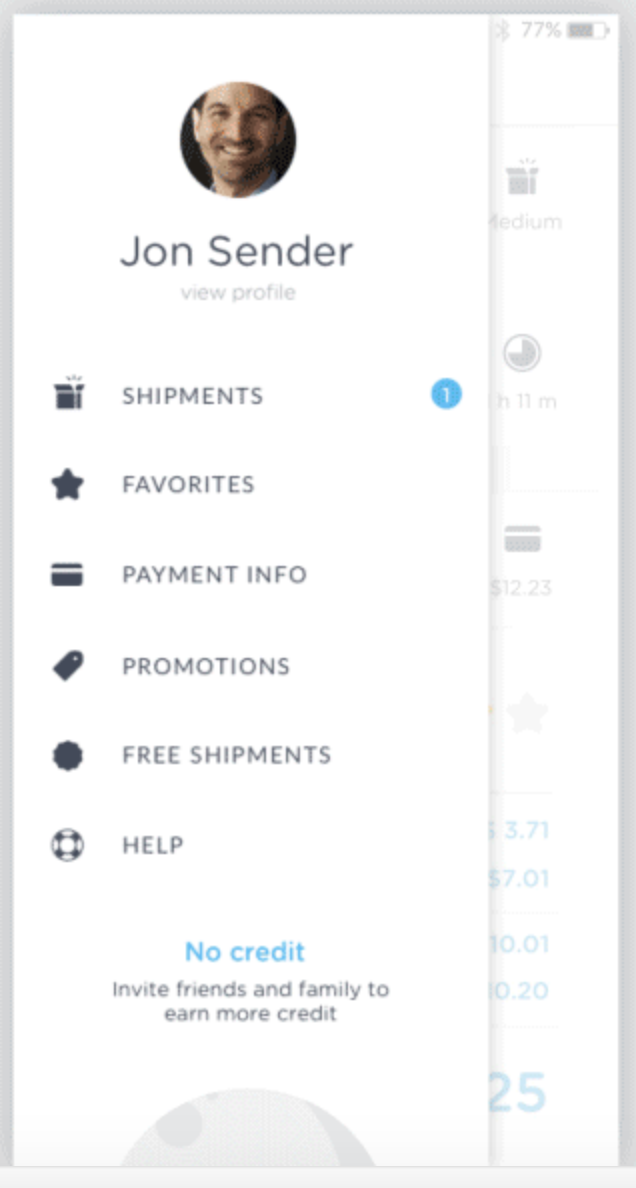 77%
Jon Sender
view profile
SHIPMENTS 1
FAVORITES
PAYMENT INFO
PROMOTIONS
FREE SHIPMENTS
HELP
No credit
Invite friends and family to
earn more credit
Medium
h 11 m
$12.23
$ 3.71
$7.01
10.01
0.20
25